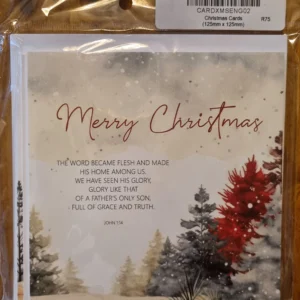 CARDXMSENG02
Christmas Cards R75
(125mm x 125mm)
Merry Christmas
THE WORD BECAME FLESH AND MADE
HIS HOME AMONG US.
WE HAVE SEEN HIS GLORY,
GLORY LIKE THAT
OF A FATHER'S ONLY SON,
- FULL OF GRACE AND TRUTH.
JOHN 1:14